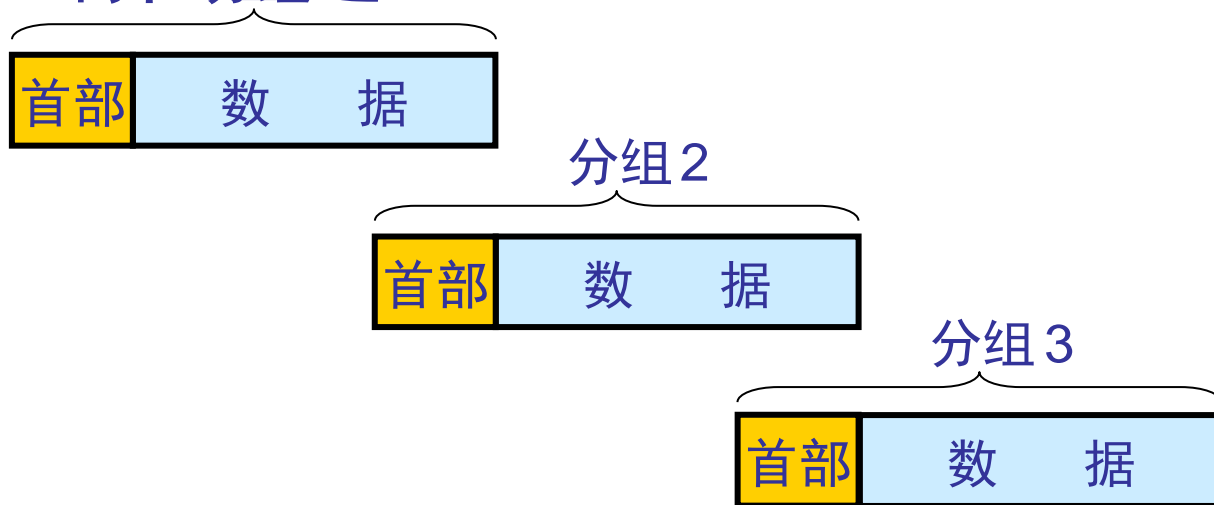 首部 数 据
分组2
首部 数 据
分组3
首部 数 据